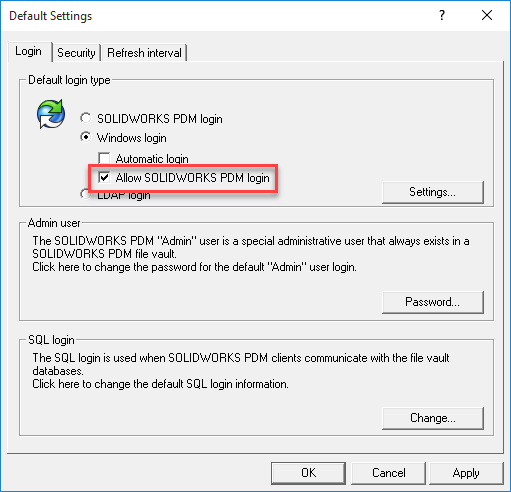 Default Settings
?
Login
Security
Refresh interval
Default login type
SOLIDWORKS PDM login
Windows login
Automatic login
Allow SOLIDWORKS PDM login
LDAP login
Settings...
Admin user
The SOLIDWORKS PDM "Admin" user is a special administrative user that always exists in a
SOLIDWORKS PDM file vault.
Click here to change the password for the default "Admin" user login.
Password...
SQL login
The SQL login is used when SOLIDWORKS PDM clients communicate with the file vault
databases.
Click here to change the default SQL login information.
Change...
OK
Cancel
Apply